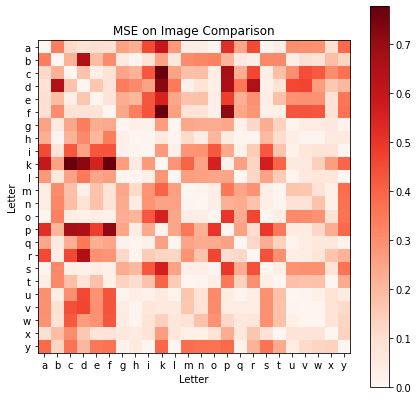 MSE on Image Comparison
a
b
c
d
e
f
g
h
i
k
l
m
n
o
p
q
r
s
t
u
v
w
x
y
Letter
a b c d e f g h i k l m n o p q r s t u v w x y
Letter
0.7
0.6
0.5
0.4
0.3
0.2
0.1
0.0